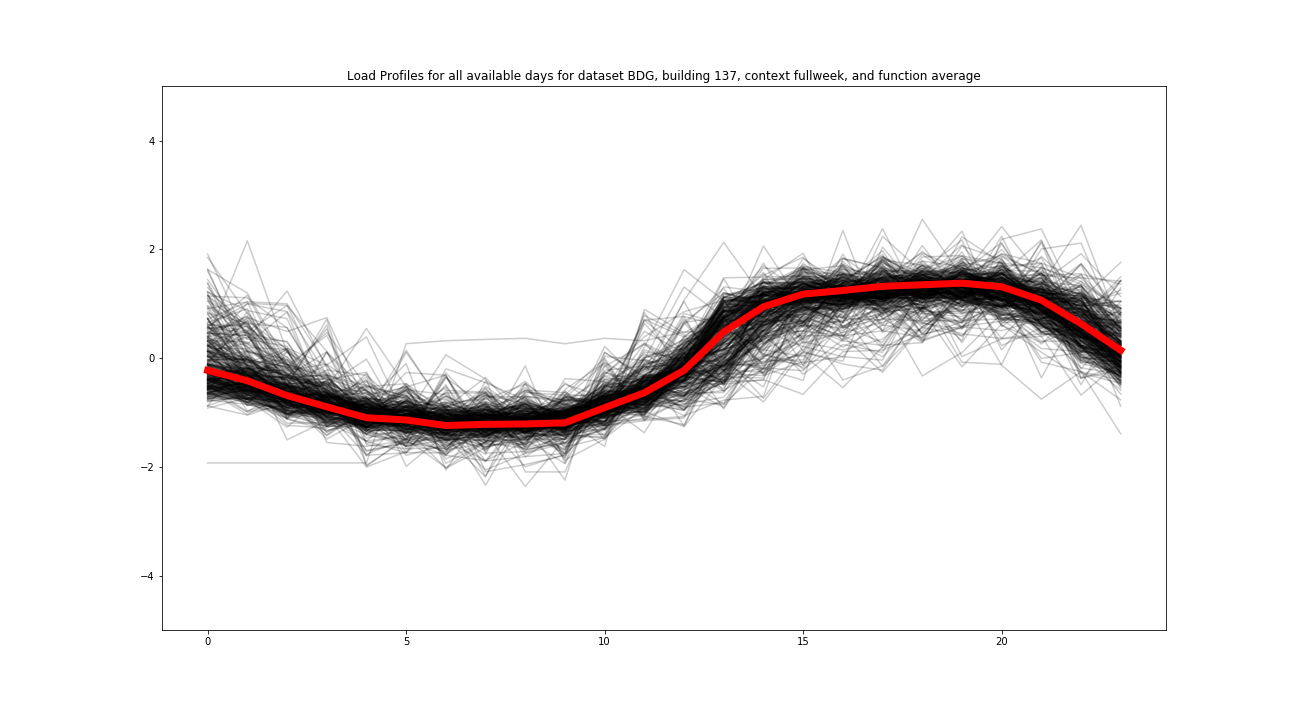 Load Profiles for all available days for dataset BDG, building 137, context fullweek, and function average
4
2
0
−2
−4
0 5 10 15 20